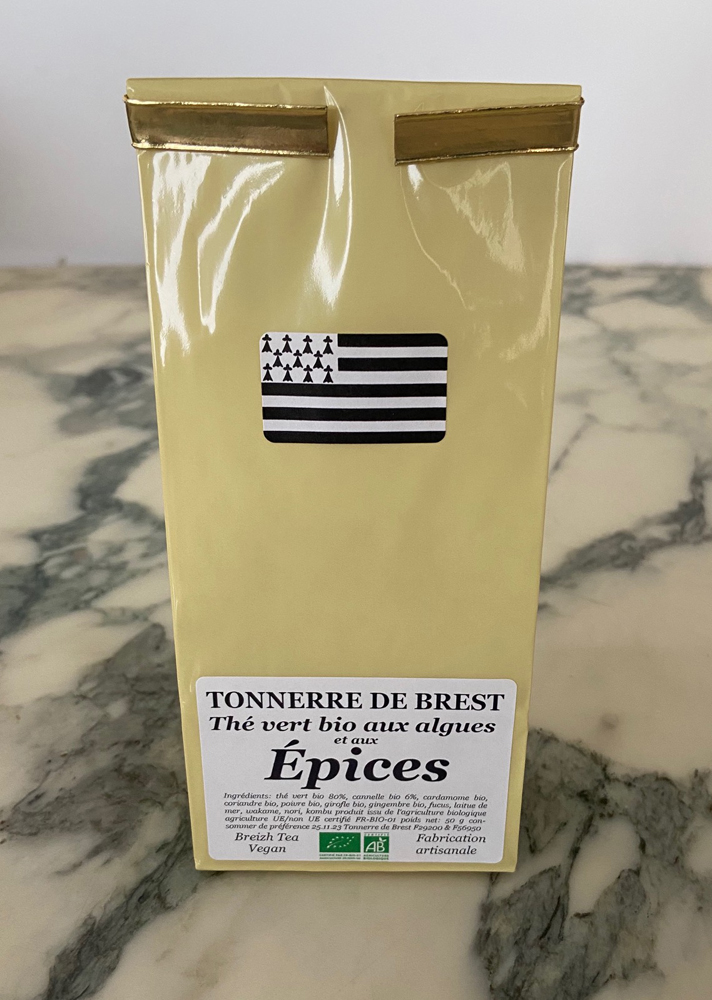 TONNERRE DE BREST
Thé vert bio aux algues
et aux
Épices
Ingrédients: thé vert bio 80%, cannelle bio 6%, cardamome bio,
coriandre bio, poivre bio, girofle bio, gingembre bio, fucus, laitue de
mer, wakame, nori, kombu produit issu de l'agriculture biologique
agriculture UE/non UE certifié FR-BIO-01 poids net: 50 g con-
sommer de préférence 25.11.23 Tonnerre de Brest F29200 & F56950
Breizh Tea
Vegan
AB
Fabrication
artisanale